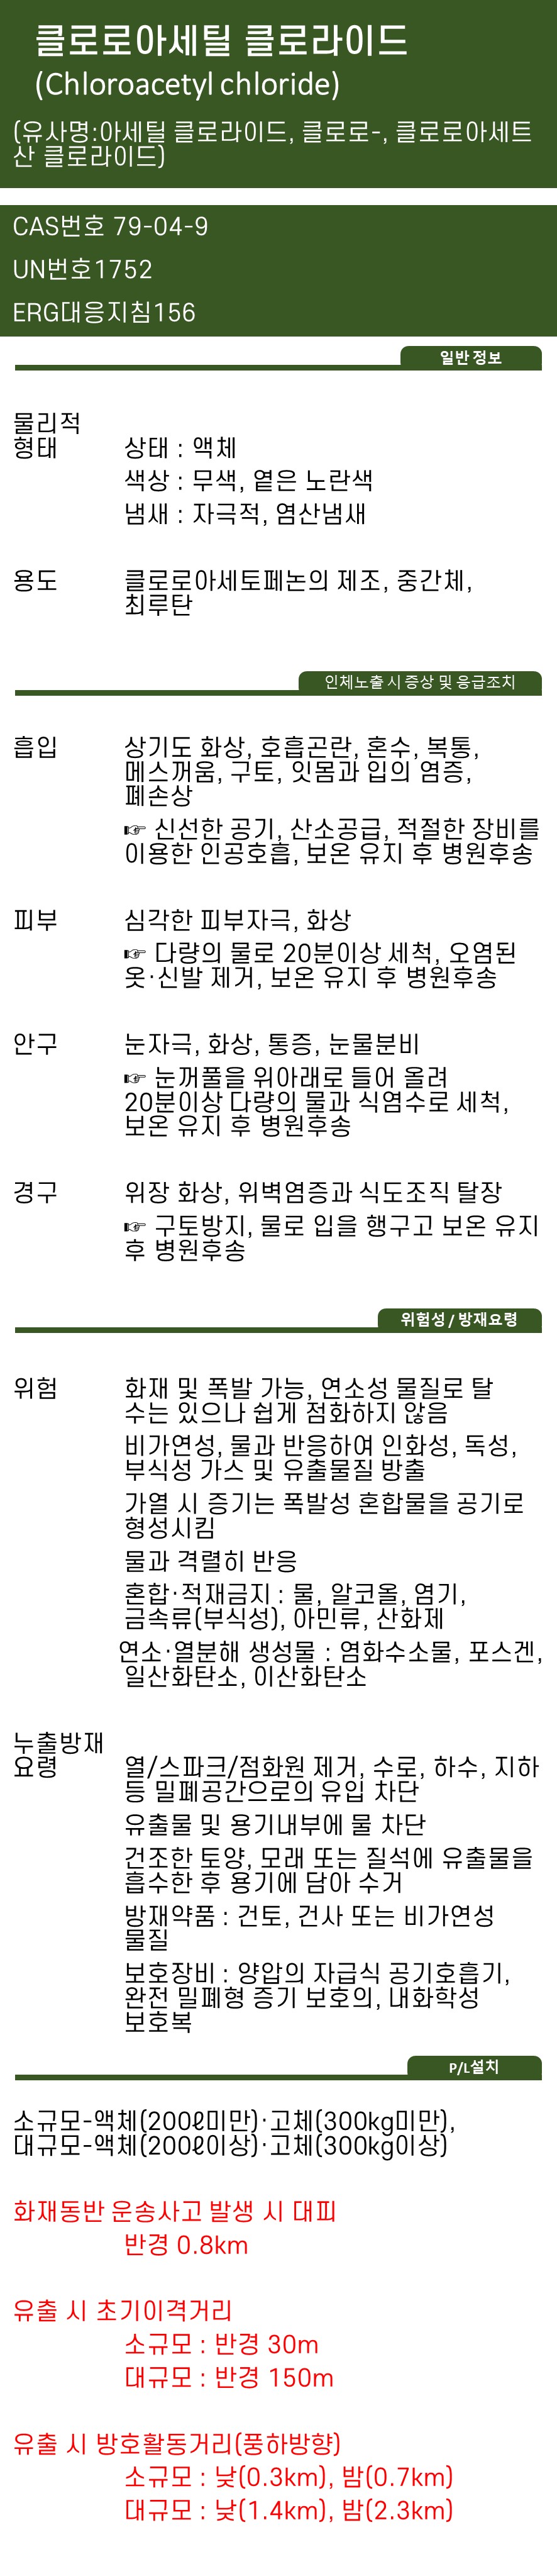 클로로아세틸 클로라이드
(Chloroacetyl chloride)
(유사명:아세틸 클로라이드, 클로로-, 클로로아세트
산 클로라이드)
CAS번호 79-04-9
UN번호1752
ERG대응지침156
일반 정보
물리적
형태 상태 : 액체
색상 : 무색, 옅은 노란색
냄새 : 자극적, 염산냄새
용도 클로로아세토페논의 제조, 중간체,
최루탄
인체노출 시 증상 및 응급조치
흡입 상기도 화상, 호흡곤란, 혼수, 복통,
메스꺼움, 구토, 잇몸과 입의 염증,
폐손상
☞ 신선한 공기, 산소공급, 적절한 장비를
이용한 인공호흡, 보온 유지 후 병원후송
피부 심각한 피부자극, 화상
☞ 다량의 물로 20분이상 세척, 오염된
옷·신발 제거, 보온 유지 후 병원후송
안구 눈자극, 화상, 통증, 눈물분비
☞ 눈꺼풀을 위아래로 들어 올려
20분이상 다량의 물과 식염수로 세척,
보온 유지 후 병원후송
경구 위장 화상, 위벽염증과 식도조직 탈장
☞ 구토방지, 물로 입을 헹구고 보온 유지
후 병원후송
위험성 / 방재요령
위험 화재 및 폭발 가능, 연소성 물질로 탈
수는 있으나 쉽게 점화하지 않음
비가연성, 물과 반응하여 인화성, 독성,
부식성 가스 및 유출물질 방출
가열 시 증기는 폭발성 혼합물을 공기로
형성시킴
물과 격렬히 반응
혼합·적재금지 : 물, 알코올, 염기,
금속류(부식성), 아민류, 산화제
연소·열분해 생성물 : 염화수소물, 포스겐,
일산화탄소, 이산화탄소
누출방재
요령 열/스파크/점화원 제거, 수로, 하수, 지하
등 밀폐공간으로의 유입 차단
유출물 및 용기내부에 물 차단
건조한 토양, 모래 또는 질석에 유출물을
흡수한 후 용기에 담아 수거
방재약품 : 건토, 건사 또는 비가연성
물질
보호장비 : 양압의 자급식 공기호흡기,
완전 밀폐형 증기 보호의, 내화학성
보호복
P/L설치
소규모-액체(200ℓ미만)·고체(300kg미만),
대규모-액체(200ℓ이상)·고체(300kg이상)
화재동반 운송사고 발생 시 대피
반경 0.8km
유출 시 초기이격거리
소규모 : 반경 30m
대규모 : 반경 150m
유출 시 방호활동거리(풍하방향)
소규모 : 낮(0.3km), 밤(0.7km)
대규모 : 낮(1.4km), 밤(2.3km)